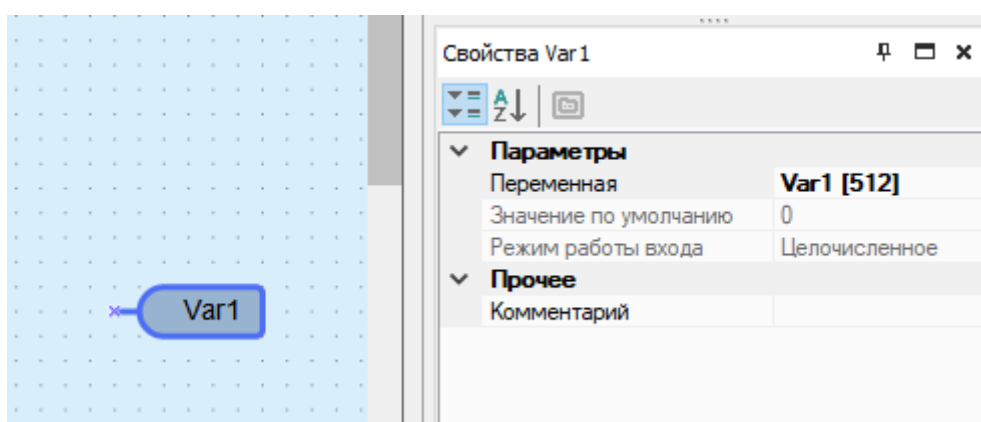 Свойства Var1
Параметры
Переменная Var1 [512]
Значение по умолчанию 0
Режим работы входа Целочисленное
Прочее
Var1
Комментарий